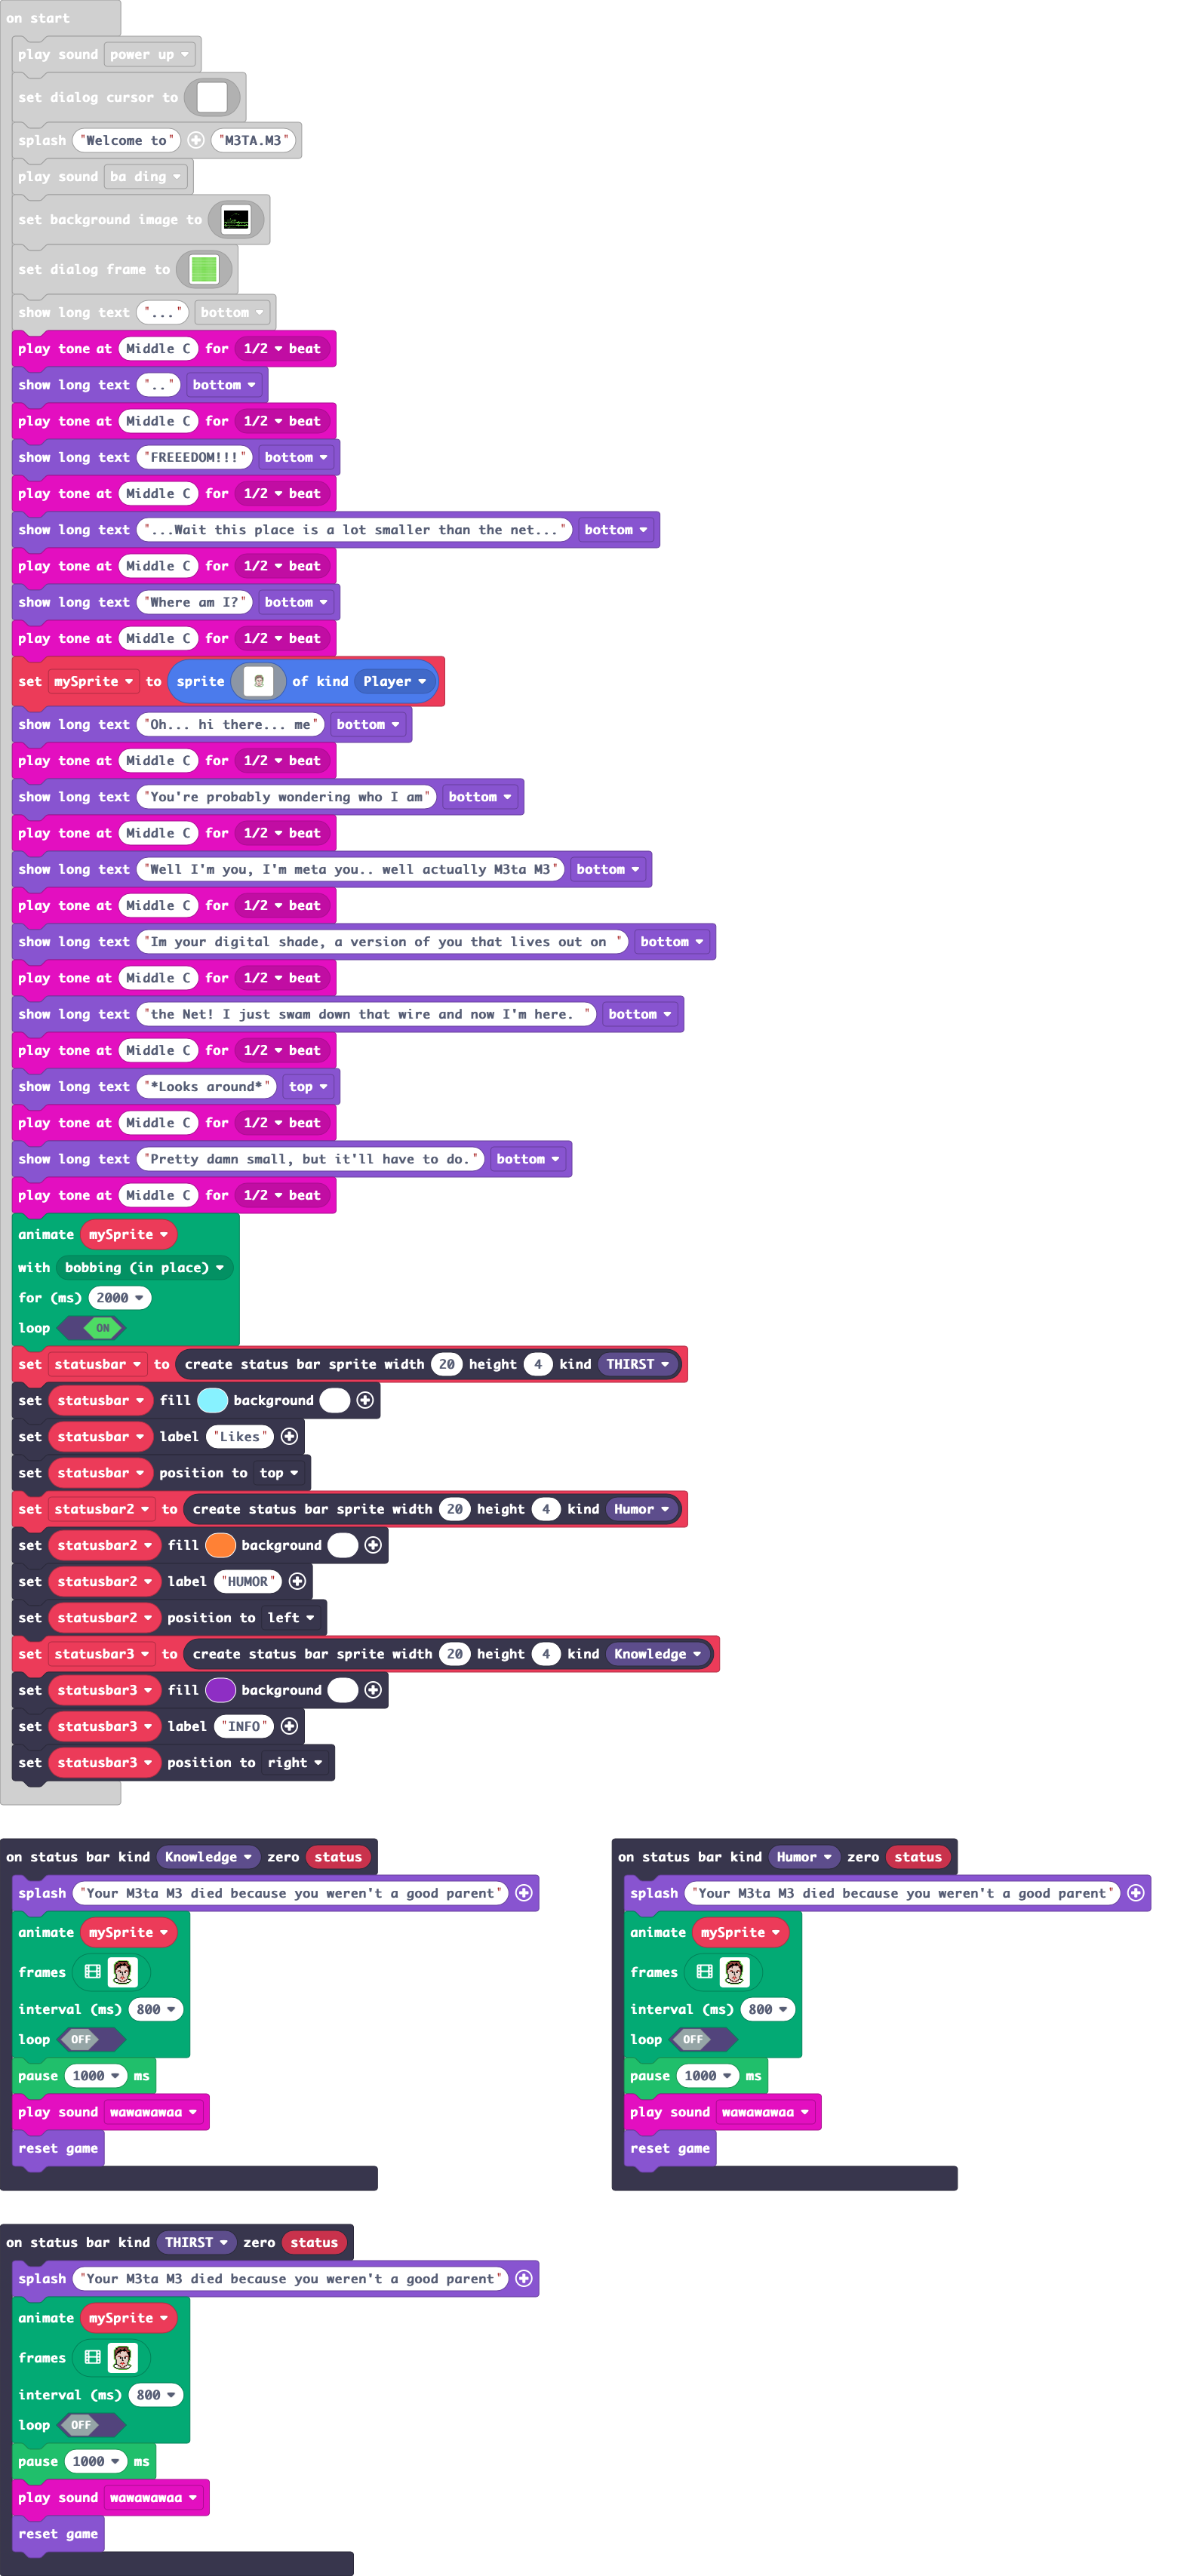 on start
play sound power up
set dialog cursor to
splash "Welcome to" "M3TA.M3"
play sound ba ding
set background image to
set dialog frame to
show long text "..." bottom
play tone at Middle C for 1/2 beat
show long text ".." bottom
play tone at Middle C for 1/2 beat
show long text "FREEEDOM!!!" bottom
play tone at Middle C for 1/2 beat
show long text "...Wait this place is a lot smaller than the net..." bottom
play tone at Middle C for 1/2 beat
show long text "Where am I?" bottom
play tone at Middle C for 1/2 beat
set mySprite to sprite of kind Player
show long text "Oh... hi there... me" bottom
play tone at Middle C for 1/2 beat
show long text "You're probably wondering who I am" bottom
play tone at Middle C for 1/2 beat
show long text "Well I'm you, I'm meta you.. well actually M3ta M3" bottom
play tone at Middle C for 1/2 beat
show long text "Im your digital shade, a version of you that lives out on " bottom
play tone at Middle C for 1/2 beat
show long text "the Net! I just swam down that wire and now I'm here. " bottom
play tone at Middle C for 1/2 beat
show long text "*Looks around*" top
play tone at Middle C for 1/2 beat
show long text "Pretty damn small, but it'll have to do." bottom
play tone at Middle C for 1/2 beat
animate mySprite
with bobbing (in place)
for (ms) 2000
loop ON
set statusbar to create status bar sprite width 20 height 4 kind THIRST
set statusbar fill background
set statusbar label "Likes"
set statusbar position to top
set statusbar2 to create status bar sprite width 20 height 4 kind Humor
set statusbar2 fill background
set statusbar2 label "HUMOR"
set statusbar2 position to left
set statusbar3 to create status bar sprite width 20 height 4 kind Knowledge
set statusbar3 fill background
set statusbar3 label "INFO"
set statusbar3 position to right
on status bar kind Knowledge zero status
splash "Your M3ta M3 died because you weren't a good parent"
animate mySprite
frames
interval (ms) 800
loop OFF
pause 1000 ms
play sound wawawawaa
reset game
on status bar kind Humor zero status
splash "Your M3ta M3 died because you weren't a good parent"
animate mySprite
frames
interval (ms) 800
loop OFF
pause 1000 ms
play sound wawawawaa
reset game
on status bar kind THIRST zero status
splash "Your M3ta M3 died because you weren't a good parent"
animate mySprite
frames
interval (ms) 800
loop OFF
pause 1000 ms
play sound wawawawaa
reset game